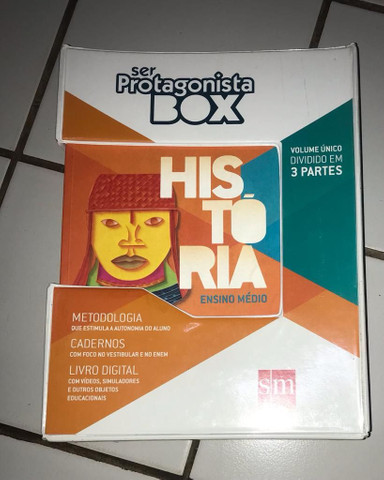 ser
Protagonista
BOX
VOLUME ÚNICO
DIVIDIDO EM
3 PARTES
HIS
TÓ
RIA
ENSINO MÉDIO
METODOLOGIA
QUE ESTIMULA A AUTONOMIA DO ALUNO
CADERNOS
COM FOCO NO VESTIBULAR E NO ENEM
LIVRO DIGITAL
COM VÍDEOS, SIMULADORES
E OUTROS OBJETOS
EDUCACIONAIS
sm